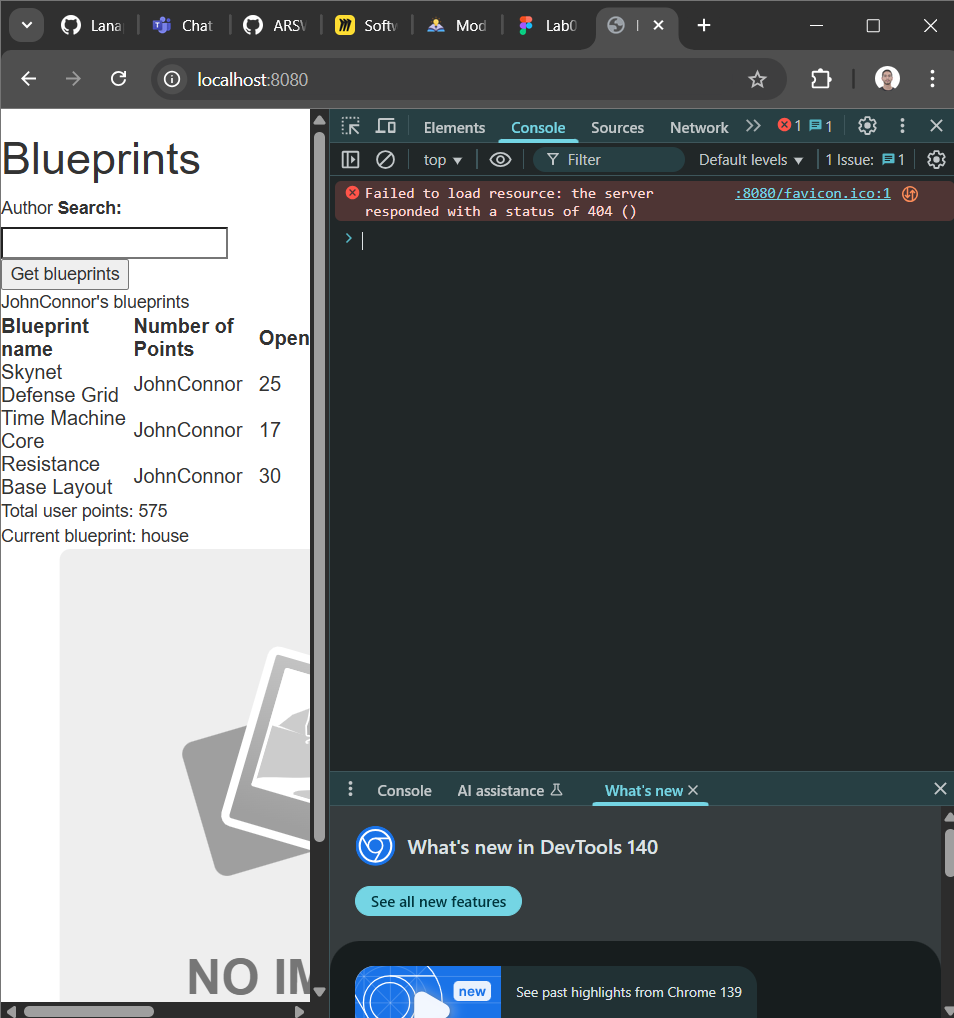 Lana
Chat
ARSW
Softw
Mod
Lab0
localhost:8080
Blueprints
Author Search:
Get blueprints
JohnConnor's blueprints
Blueprint name
Number of Points
Open
Skynet Defense Grid
JohnConnor
25
Time Machine Core
JohnConnor
17
Resistance Base Layout
JohnConnor
30
Total user points: 575
Current blueprint: house
NO IM
Elements
Console
Sources
Network
1
1
top
Filter
Default levels
1 Issue:
1
Failed to load resource: the server
:8080/favicon.ico:1
responded with a status of 404 ()
Console
AI assistance
What's new
What's new in DevTools 140
See all new features
new
See past highlights from Chrome 139